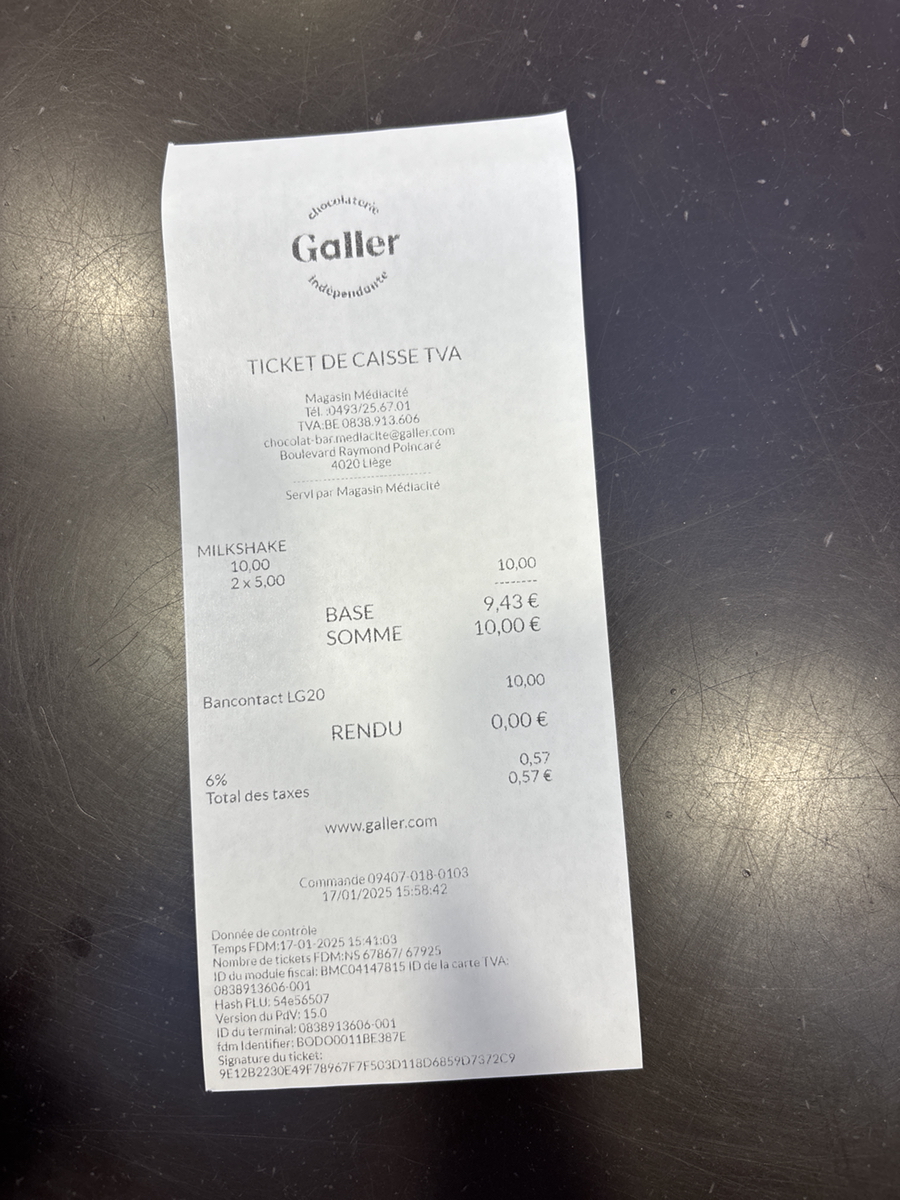 chocolaterie
Galler
indépendante
TICKET DE CAISSE TVA
Magasin Médiacité
Tél. :0493/25.67.01
TVA:BE 0838.913.606
chocolat-bar.mediacite@galler.com
Boulevard Raymond Poincaré
4020 Liège
Servi par Magasin Médiacité
MILKSHAKE
10,00 10,00
2 x 5,00 --------
BASE 9,43 €
SOMME 10,00 €
Bancontact LG20 10,00
RENDU 0,00 €
6% 0,57
Total des taxes 0,57 €
www.galler.com
Commande 09407-018-0103
17/01/2025 15:58:42
Donnée de contrôle
Temps FDM:17-01-2025 15:41:03
Nombre de tickets FDM:NS 67867/ 67925
ID du module fiscal: BMC04147815 ID de la carte TVA:
0838913606-001
Hash PLU: 54e56507
Version du PdV: 15.0
ID du terminal: 0838913606-001
fdm Identifier: BODO0011BE387E
Signature du ticket:
9E12B2230E49F78967F7F503D118D6859D7372C9